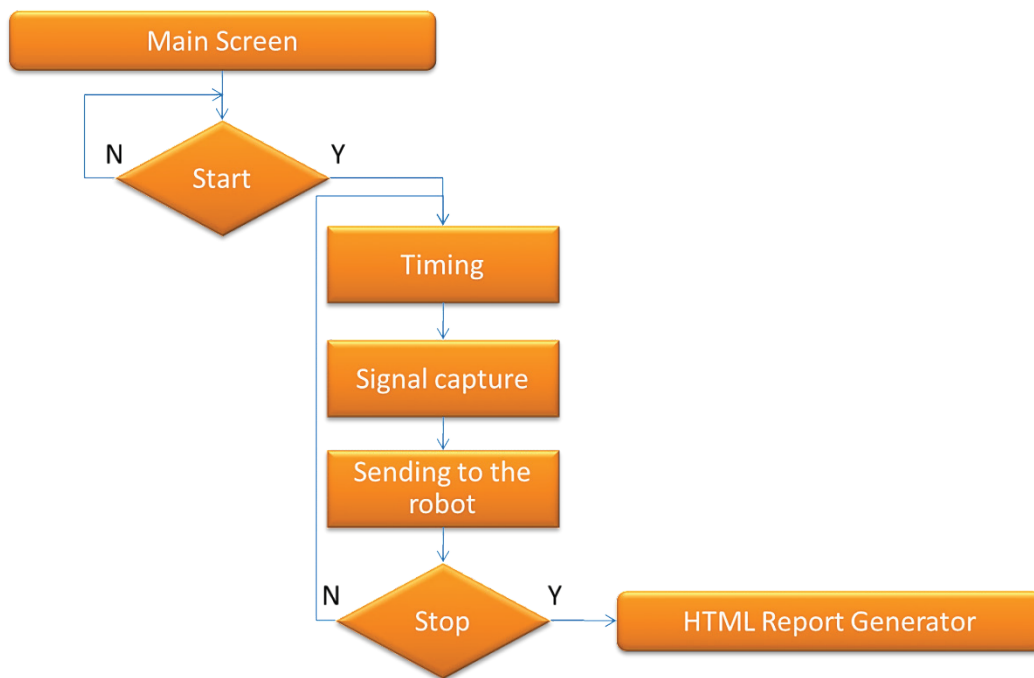 Main Screen
N
Y
Start
Timing
Signal capture
Sending to the
robot
N
Y
Stop
HTML Report Generator